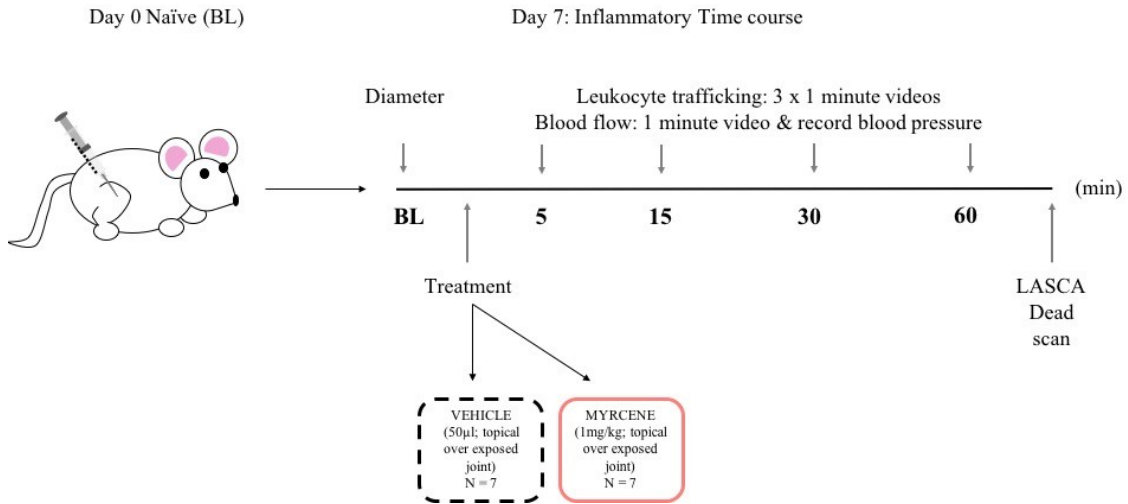 Day 0 Naïve (BL)
Day 7: Inflammatory Time course
Diameter
Leukocyte trafficking: 3 x 1 minute videos
Blood flow: 1 minute video & record blood pressure
(min)
BL
5
15
30
60
Treatment
LASCA
Dead
scan
VEHICLE
(50µl; topical
over exposed
joint)
N = 7
MYRCENE
(1mg/kg; topical
over exposed
joint)
N = 7